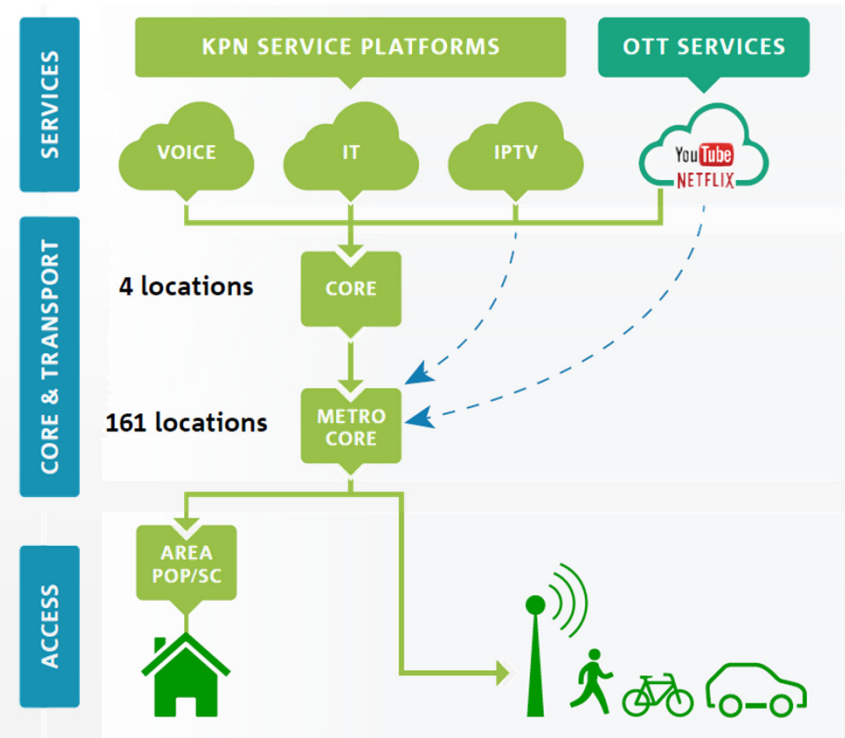 SERVICES
KPN SERVICE PLATFORMS
OTT SERVICES
VOICE
IT
IPTV
YouTube
NETFLIX
CORE & TRANSPORT
4 locations
CORE
161 locations
METRO
CORE
ACCESS
AREA
POP/SC